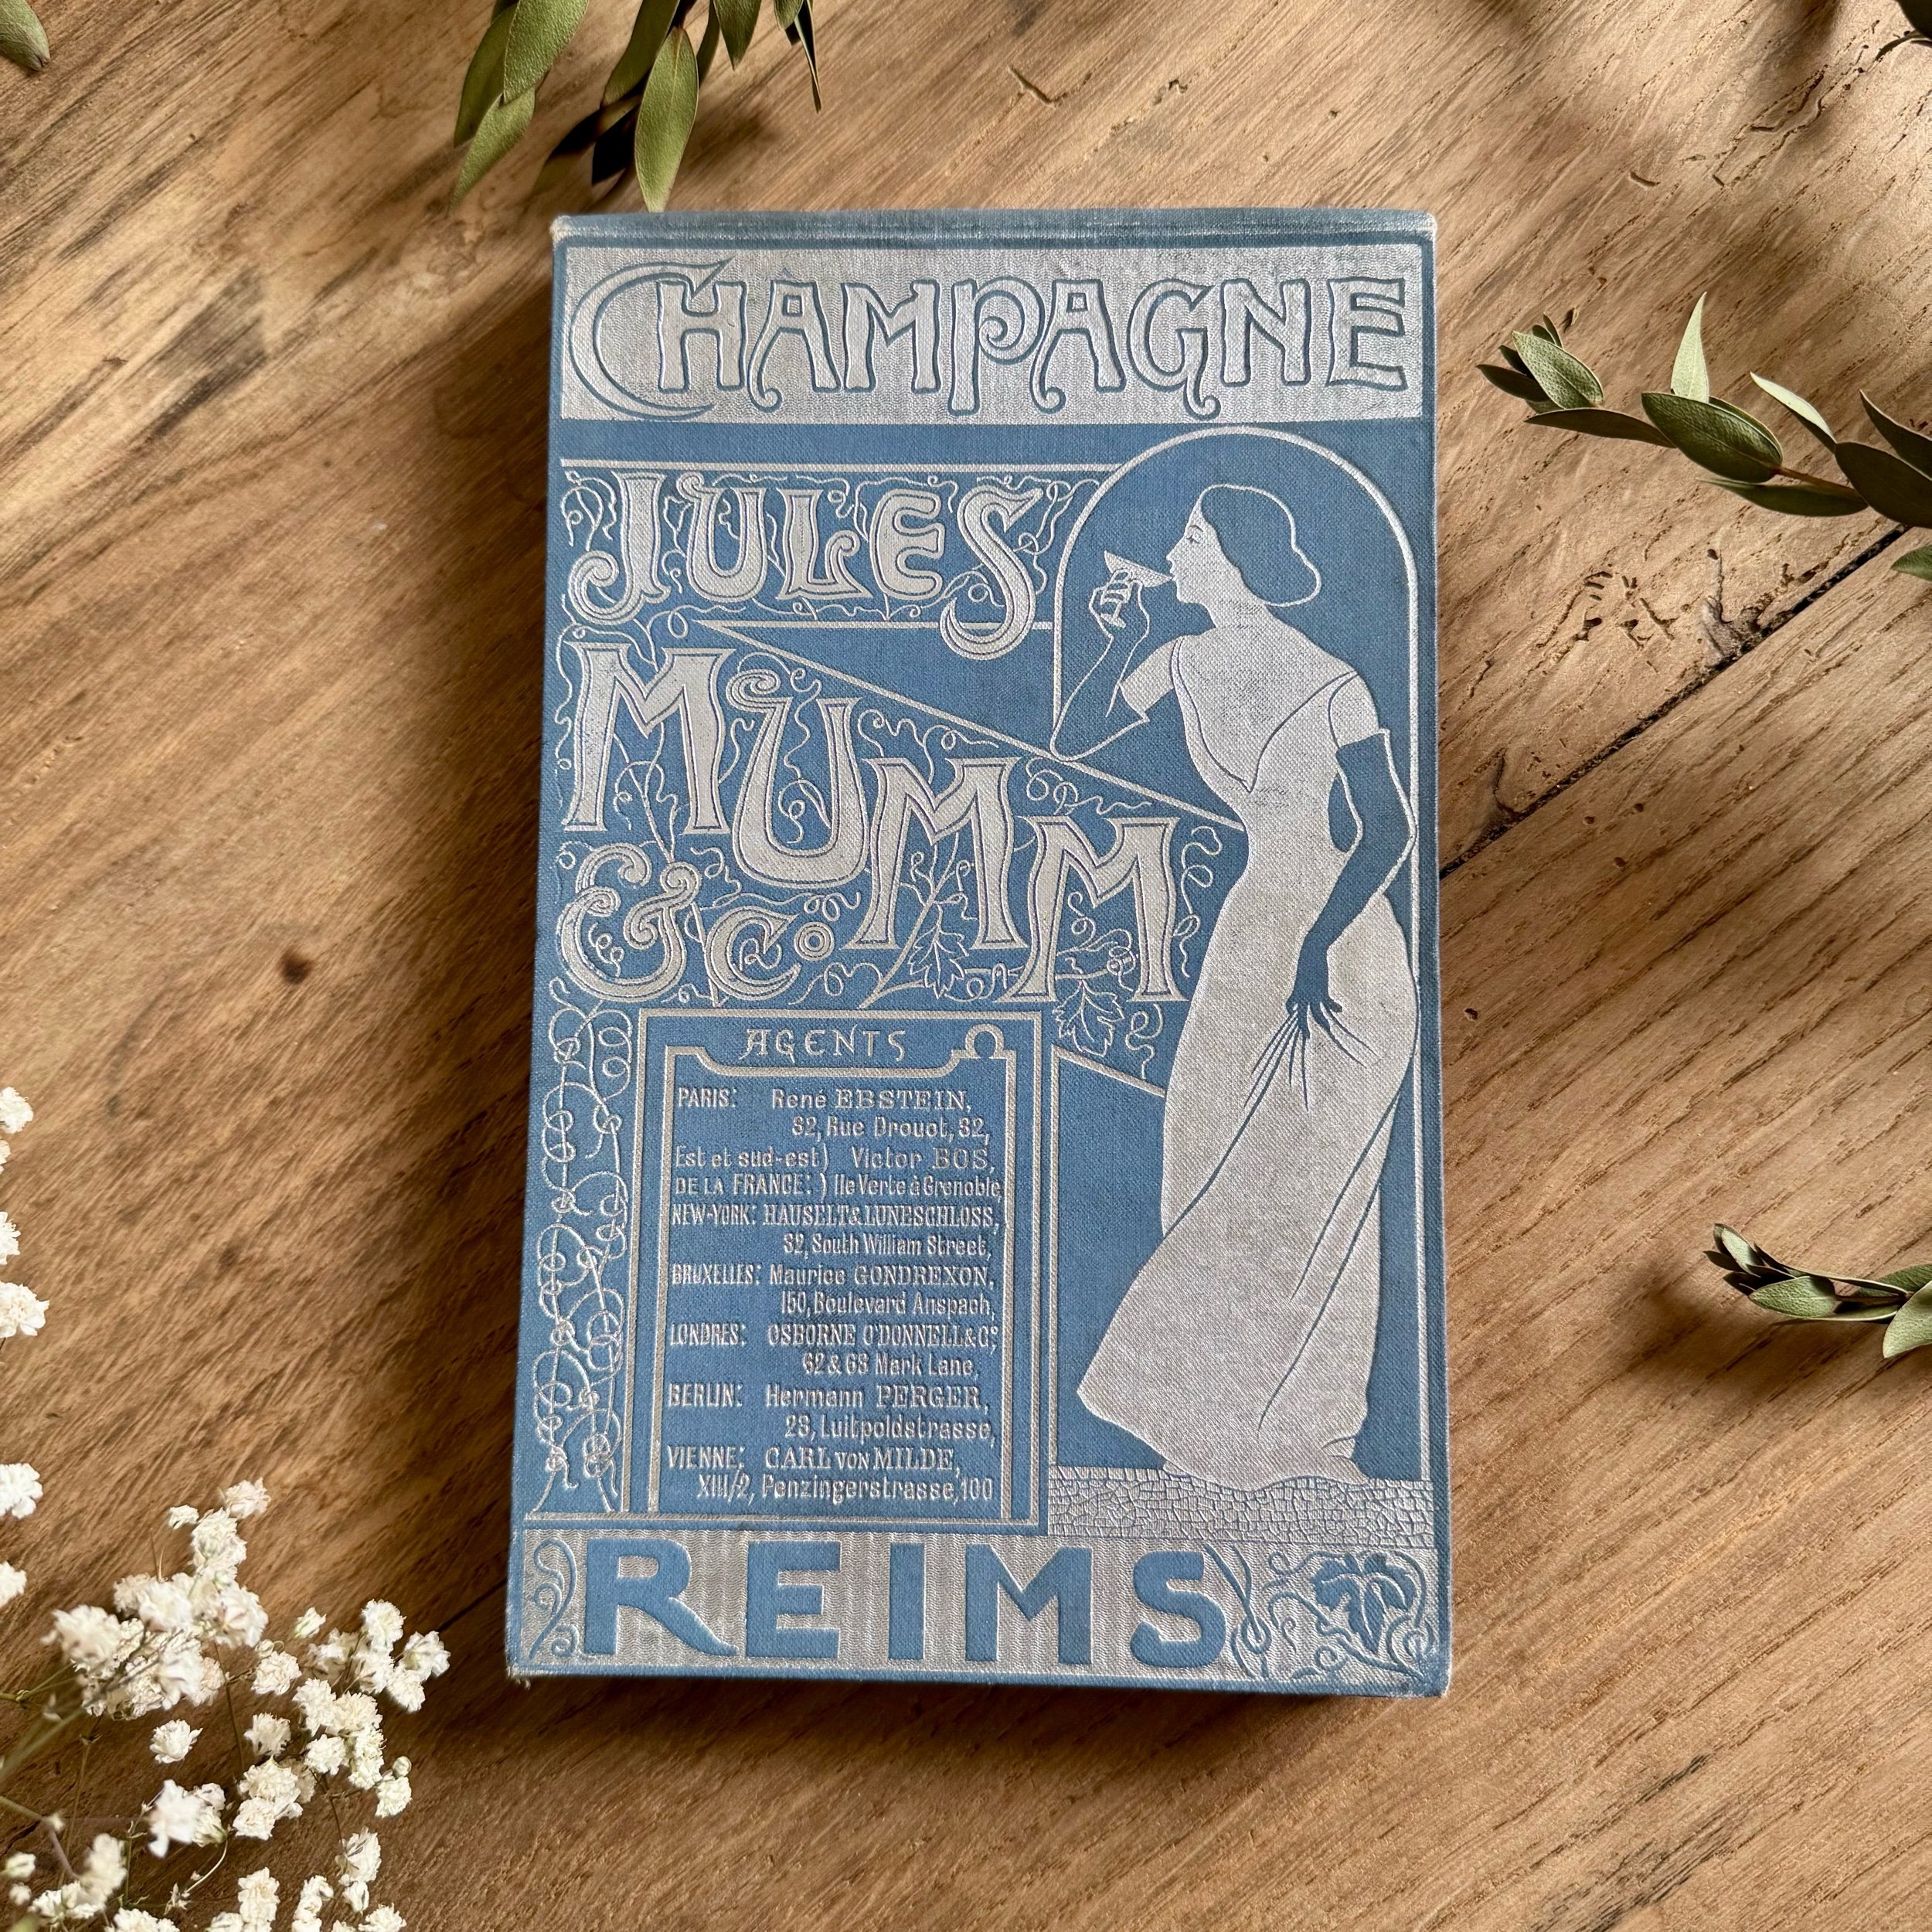 CHAMPAGNE
JULES
MUMM
& Cº
AGENTS
PARIS: René EBSTEIN,
32, Rue Drouot, 32,
Est et sud-est) Victor BOS,
DE LA FRANCE:) Ile Verte à Grenoble
NEW-YORK: HAUSELT & LUNESCHLOSS,
32, South William Street,
BRUXELLES: Maurice GONDREXON,
150, Boulevard Anspach,
LONDRES: OSBORNE O'DONNELL & Cº
62 & 63 Mark Lane,
BERLIN: Hermann PERGER,
23, Luitpoldstrasse,
VIENNE: CARL VON MILDE,
XIII/2, Penzingerstrasse, 100
REIMS